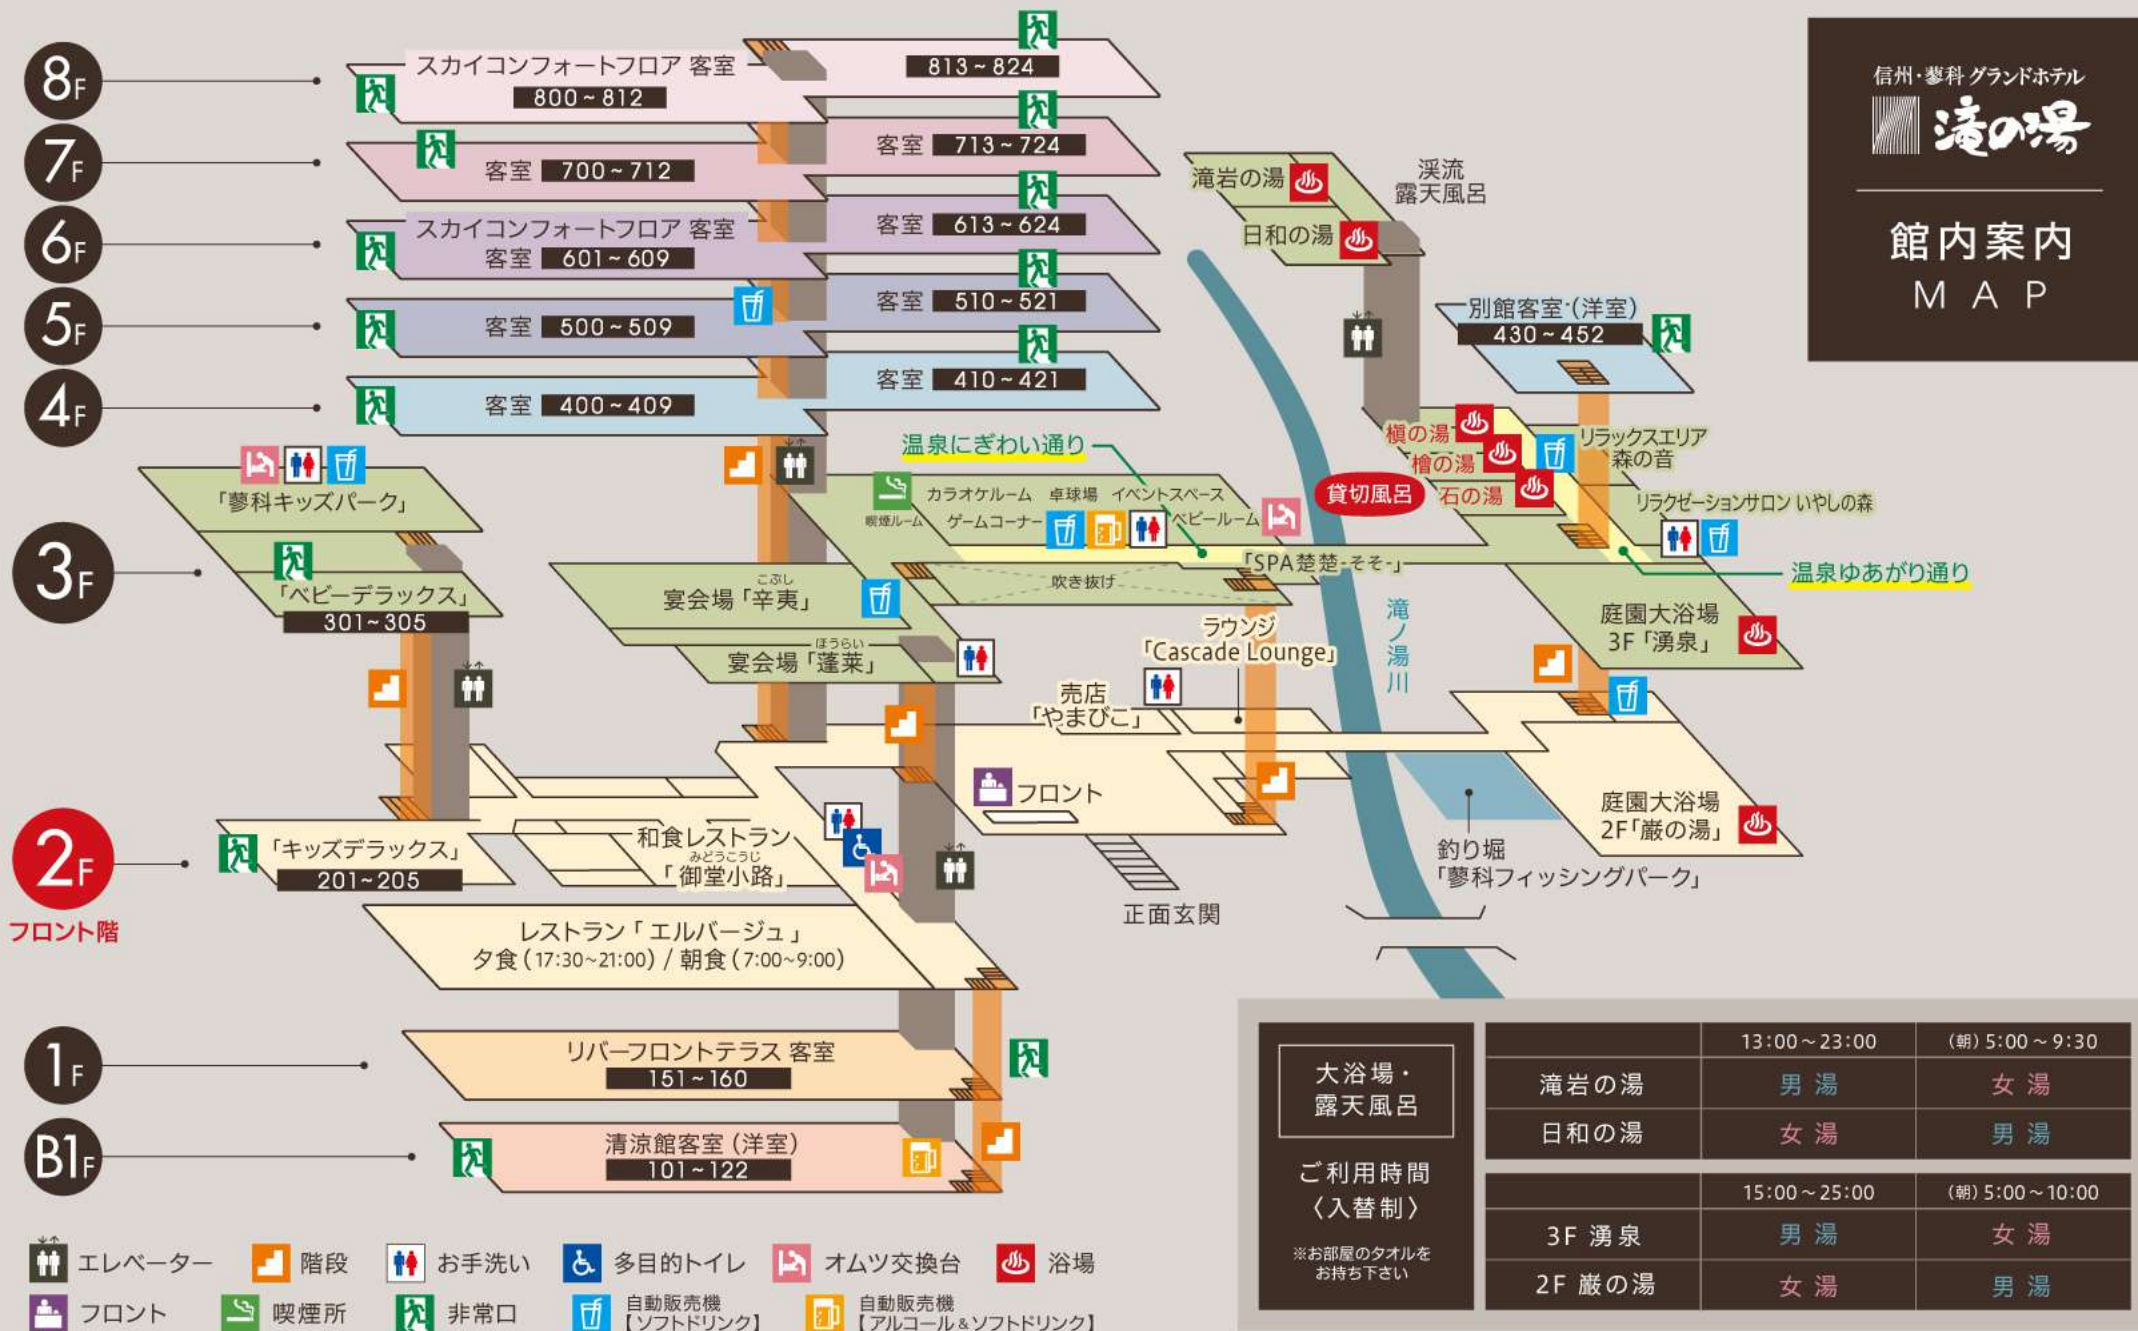 信州・蓼科 グランドホテル
滝の湯
館内案内
MAP
8F
スカイコンフォートフロア 客室
800～812
813～824
7F
客室 700～712
客室 713～724
6F
スカイコンフォートフロア 客室
客室 601～609
客室 613～624
5F
客室 500～509
客室 510～521
4F
客室 400～409
客室 410～421
滝岩の湯
日和の湯
渓流
露天風呂
別館客室 (洋室)
430～452
3F
「蓼科キッズパーク」
「ベビーデラックス」
301～305
温泉にぎわい通り
喫煙ルーム
カラオケルーム 卓球場 イベントスペース
ゲームコーナー
ベビールーム
「SPA楚楚-そそ-」
吹き抜け
こぶし
宴会場「辛夷」
ほうらい
宴会場「蓬莱」
貸切風呂
槇の湯
檜の湯
石の湯
リラックスエリア
森の音
リラクゼーションサロン いやしの森
温泉ゆあがり通り
庭園大浴場
3F「湧泉」
滝ノ湯川
ラウンジ
「Cascade Lounge」
売店
「やまびこ」
フロント
正面玄関
2F
フロント階
「キッズデラックス」
201～205
和食レストラン
みどうこうじ
「御堂小路」
レストラン「エルバージュ」
夕食(17:30～21:00) / 朝食(7:00～9:00)
庭園大浴場
2F「巌の湯」
釣り堀
「蓼科フィッシングパーク」
1F
リバーフロントテラス 客室
151～160
B1F
清涼館客室 (洋室)
101～122
エレベーター
階段
お手洗い
多目的トイレ
オムツ交換台
浴場
フロント
喫煙所
非常口
自動販売機
【ソフトドリンク】
自動販売機
【アルコール&ソフトドリンク】
大浴場・
露天風呂
ご利用時間
〈入替制〉
※お部屋のタオルを
お持ち下さい
13:00～23:00 (朝) 5:00～9:30
滝岩の湯 男湯 女湯
日和の湯 女湯 男湯
15:00～25:00 (朝) 5:00～10:00
3F 湧泉 男湯 女湯
2F 巌の湯 女湯 男湯